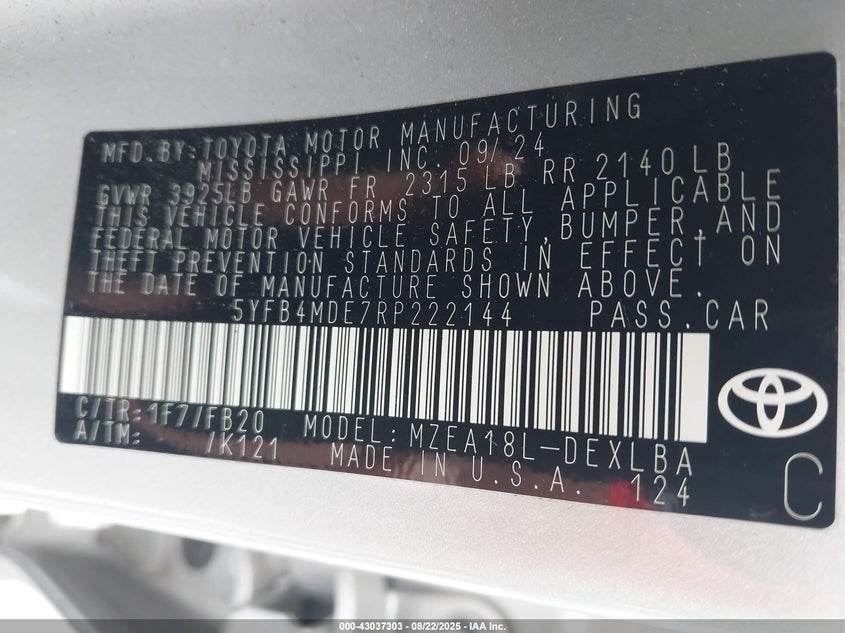 MFD.BY:TOYOTA MOTOR MANUFACTURING
MISSISSIPPI, INC. 09/24
GVWR 3925LB GAWR FR 2315 LB RR 2140 LB
THIS VEHICLE CONFORMS TO ALL APPLICABLE
FEDERAL MOTOR VEHICLE SAFETY,BUMPER,AND
THEFT PREVENTION STANDARDS IN EFFECT ON
THE DATE OF MANUFACTURE SHOWN ABOVE.
5YFB4MDE7RP222144 PASS.CAR
C/TR:1F7/FB20 MODEL:MZEA18L-DEXLBA
A/TM: /K121 MADE IN U.S.A. 124
C
000-43037303 - 08/22/2025 - IAA Inc.